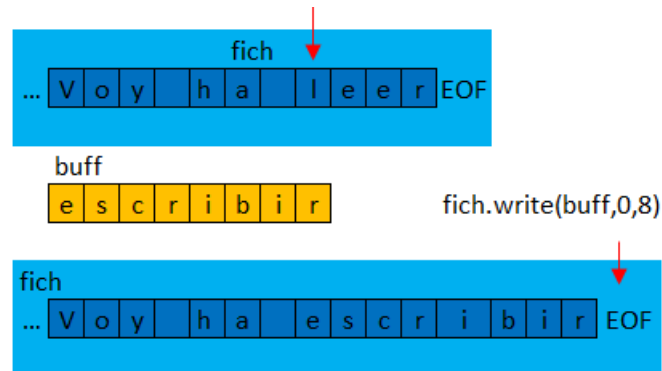 fich
... V o y h a l e e r EOF
buff
e s c r i b i r
fich.write(buff,0,8)
fich
... V o y h a e s c r i b i r EOF